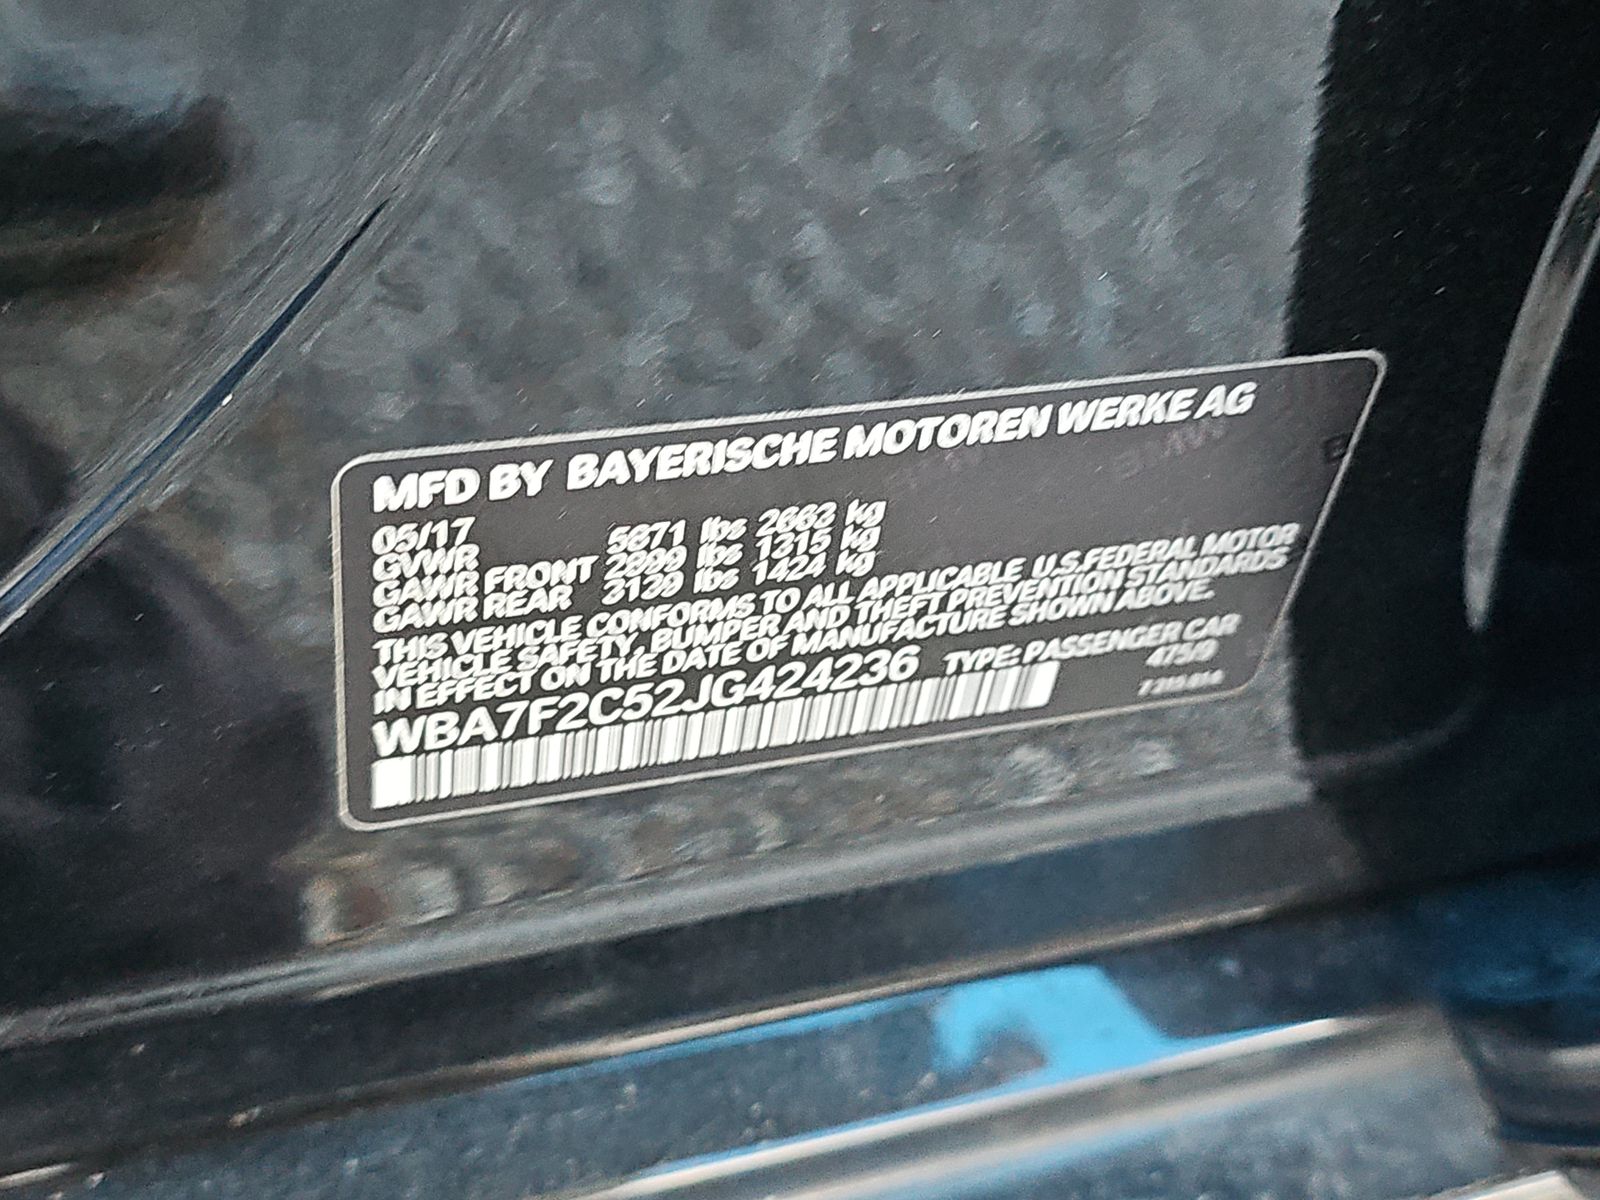 MFD BY BAYERISCHE MOTOREN WERKE AG
05/17
GVWR 5871 lbs 2663 kg
GAWR FRONT 2899 lbs 1315 kg
GAWR REAR 3139 lbs 1424 kg
THIS VEHICLE CONFORMS TO ALL APPLICABLE U.S.FEDERAL MOTOR
VEHICLE SAFETY, BUMPER AND THEFT PREVENTION STANDARDS
IN EFFECT ON THE DATE OF MANUFACTURE SHOWN ABOVE.
WBA7F2C52JG424236 TYPE: PASSENGER CAR
475/9